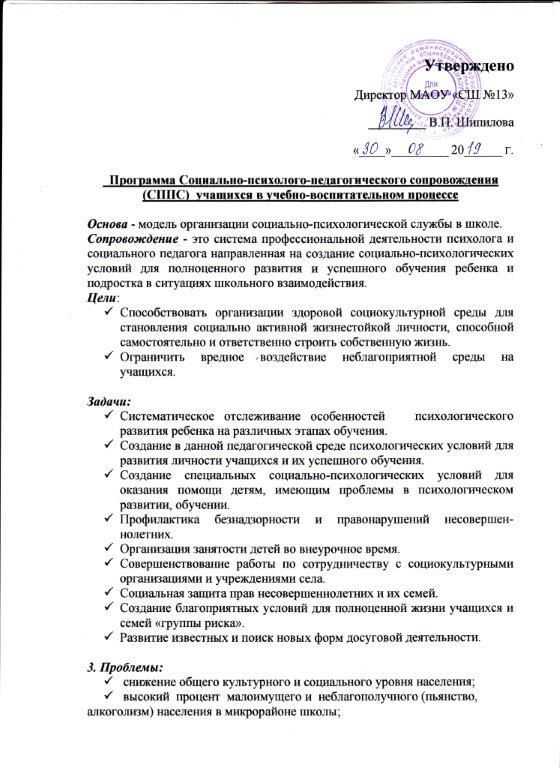 Утверждено
Директор МАОУ «СШ №13»
В.П. Шипилова
«30» 08 2019 г.
Программа Социально-психолого-педагогического сопровождения
(СППС) учащихся в учебно-воспитательном процессе
Основа - модель организации социально-психологической службы в школе.
Сопровождение - это система профессиональной деятельности психолога и
социального педагога направленная на создание социально-психологических
условий для полноценного развития и успешного обучения ребенка и
подростка в ситуациях школьного взаимодействия.
Цели:
✓ Способствовать организации здоровой социокультурной среды для
становления социально активной жизнестойкой личности, способной
самостоятельно и ответственно строить собственную жизнь.
✓ Ограничить вредное воздействие неблагоприятной среды на
учащихся.
Задачи:
✓ Систематическое отслеживание особенностей психологического
развития ребенка на различных этапах обучения.
✓ Создание в данной педагогической среде психологических условий для
развития личности учащихся и их успешного обучения.
✓ Создание специальных социально-психологических условий для
оказания помощи детям, имеющим проблемы в психологическом
развитии, обучении.
✓ Профилактика безнадзорности и правонарушений несовершен-
нолетних.
✓ Организация занятости детей во внеурочное время.
✓ Совершенствование работы по сотрудничеству с социокультурными
организациями и учреждениями села.
✓ Социальная защита прав несовершеннолетних и их семей.
✓ Создание благоприятных условий для полноценной жизни учащихся и
семей «группы риска».
✓ Развитие известных и поиск новых форм досуговой деятельности.
3. Проблемы:
✓ снижение общего культурного и социального уровня населения;
✓ высокий процент малоимущего и неблагополучного (пьянство,
алкоголизм) населения в микрорайоне школы;